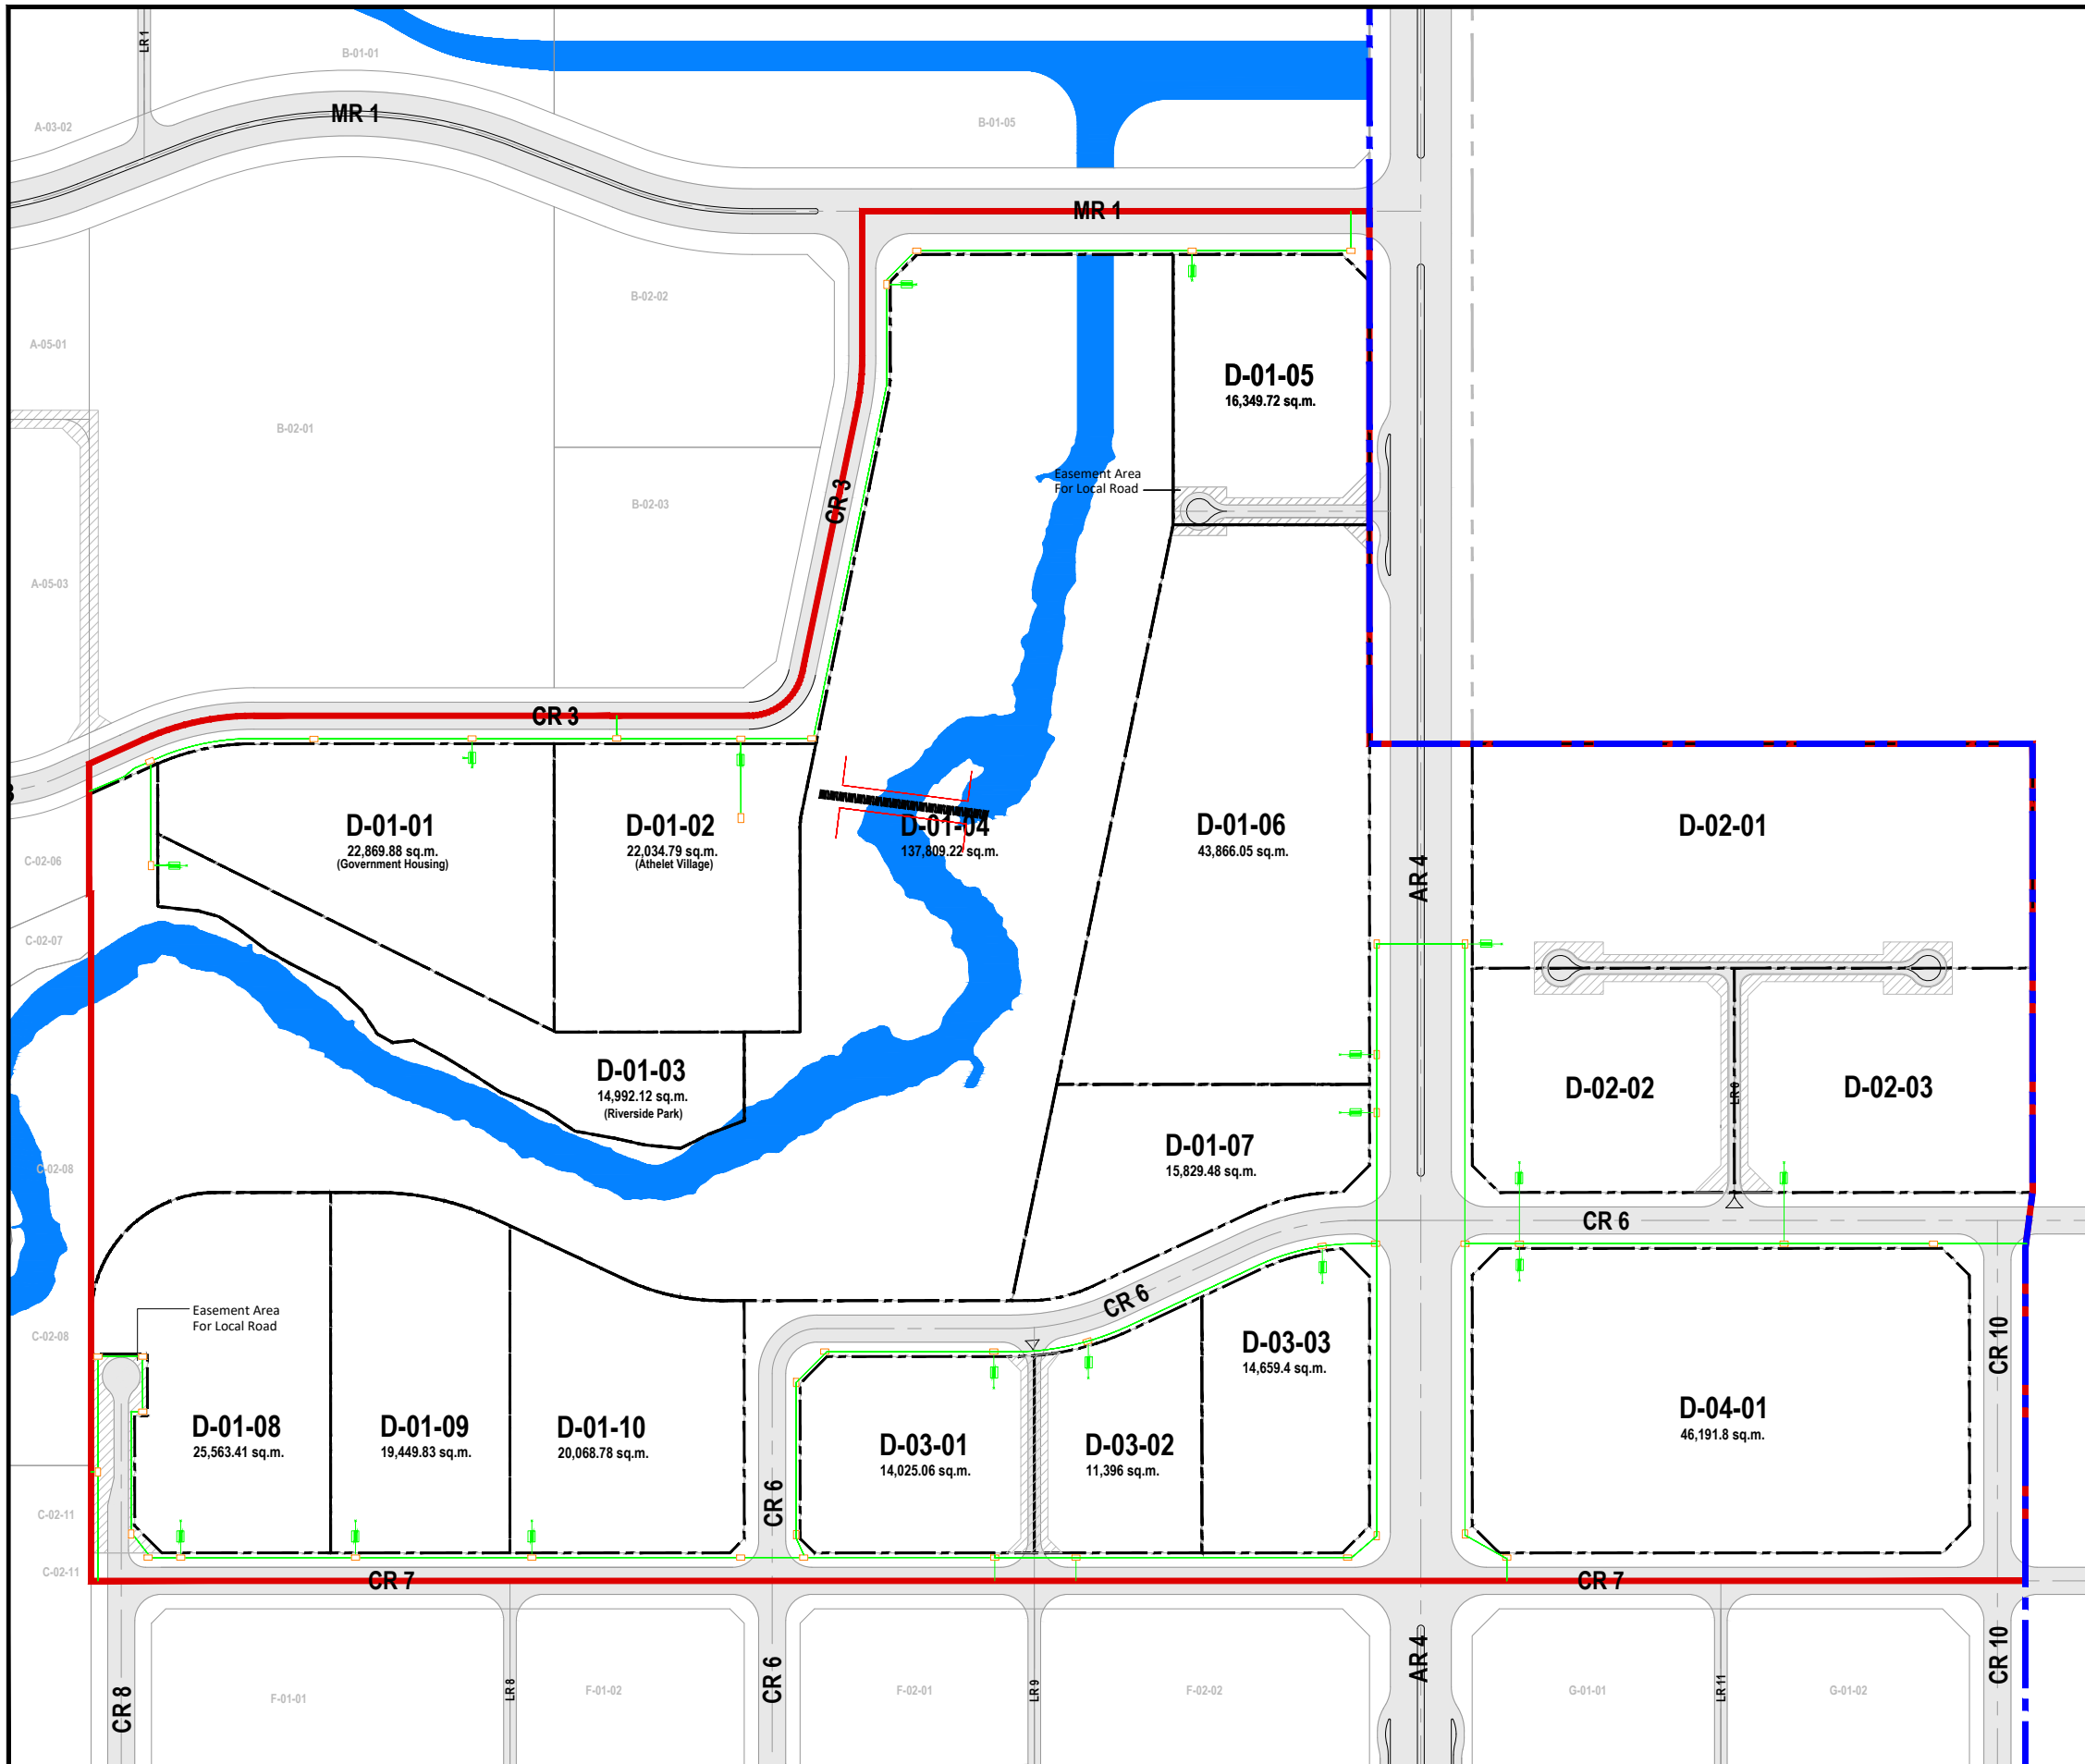 LR 1
B-01-01
MR 1
A-03-02
B-01-05
MR 1
B-02-02
A-05-01
D-01-05
16,349.72 sq.m.
B-02-01
Easement Area
For Local Road
B-02-03
CR 3
A-05-03
CR 3
D-01-01
22,869.88 sq.m.
(Government Housing)
D-01-02
22,034.79 sq.m.
(Athelet Village)
D-01-04
137,809.22 sq.m.
D-01-06
43,866.05 sq.m.
D-02-01
AR 4
C-02-06
C-02-07
D-01-03
14,992.12 sq.m.
(Riverside Park)
D-02-02
LR 6
D-02-03
D-01-07
15,829.48 sq.m.
C-02-08
CR 6
CR 6
Easement Area
For Local Road
C-02-08
D-03-03
14,659.4 sq.m.
CR 10
D-04-01
46,191.8 sq.m.
D-01-08
25,563.41 sq.m.
D-01-09
19,449.83 sq.m.
D-01-10
20,068.78 sq.m.
D-03-01
14,025.06 sq.m.
D-03-02
11,396 sq.m.
CR 6
C-02-11
C-02-11
CR 7
CR 7
CR 8
F-01-01
LR 8
F-01-02
CR 6
F-02-01
LR 9
F-02-02
AR 4
G-01-01
LR 11
G-01-02
CR 10